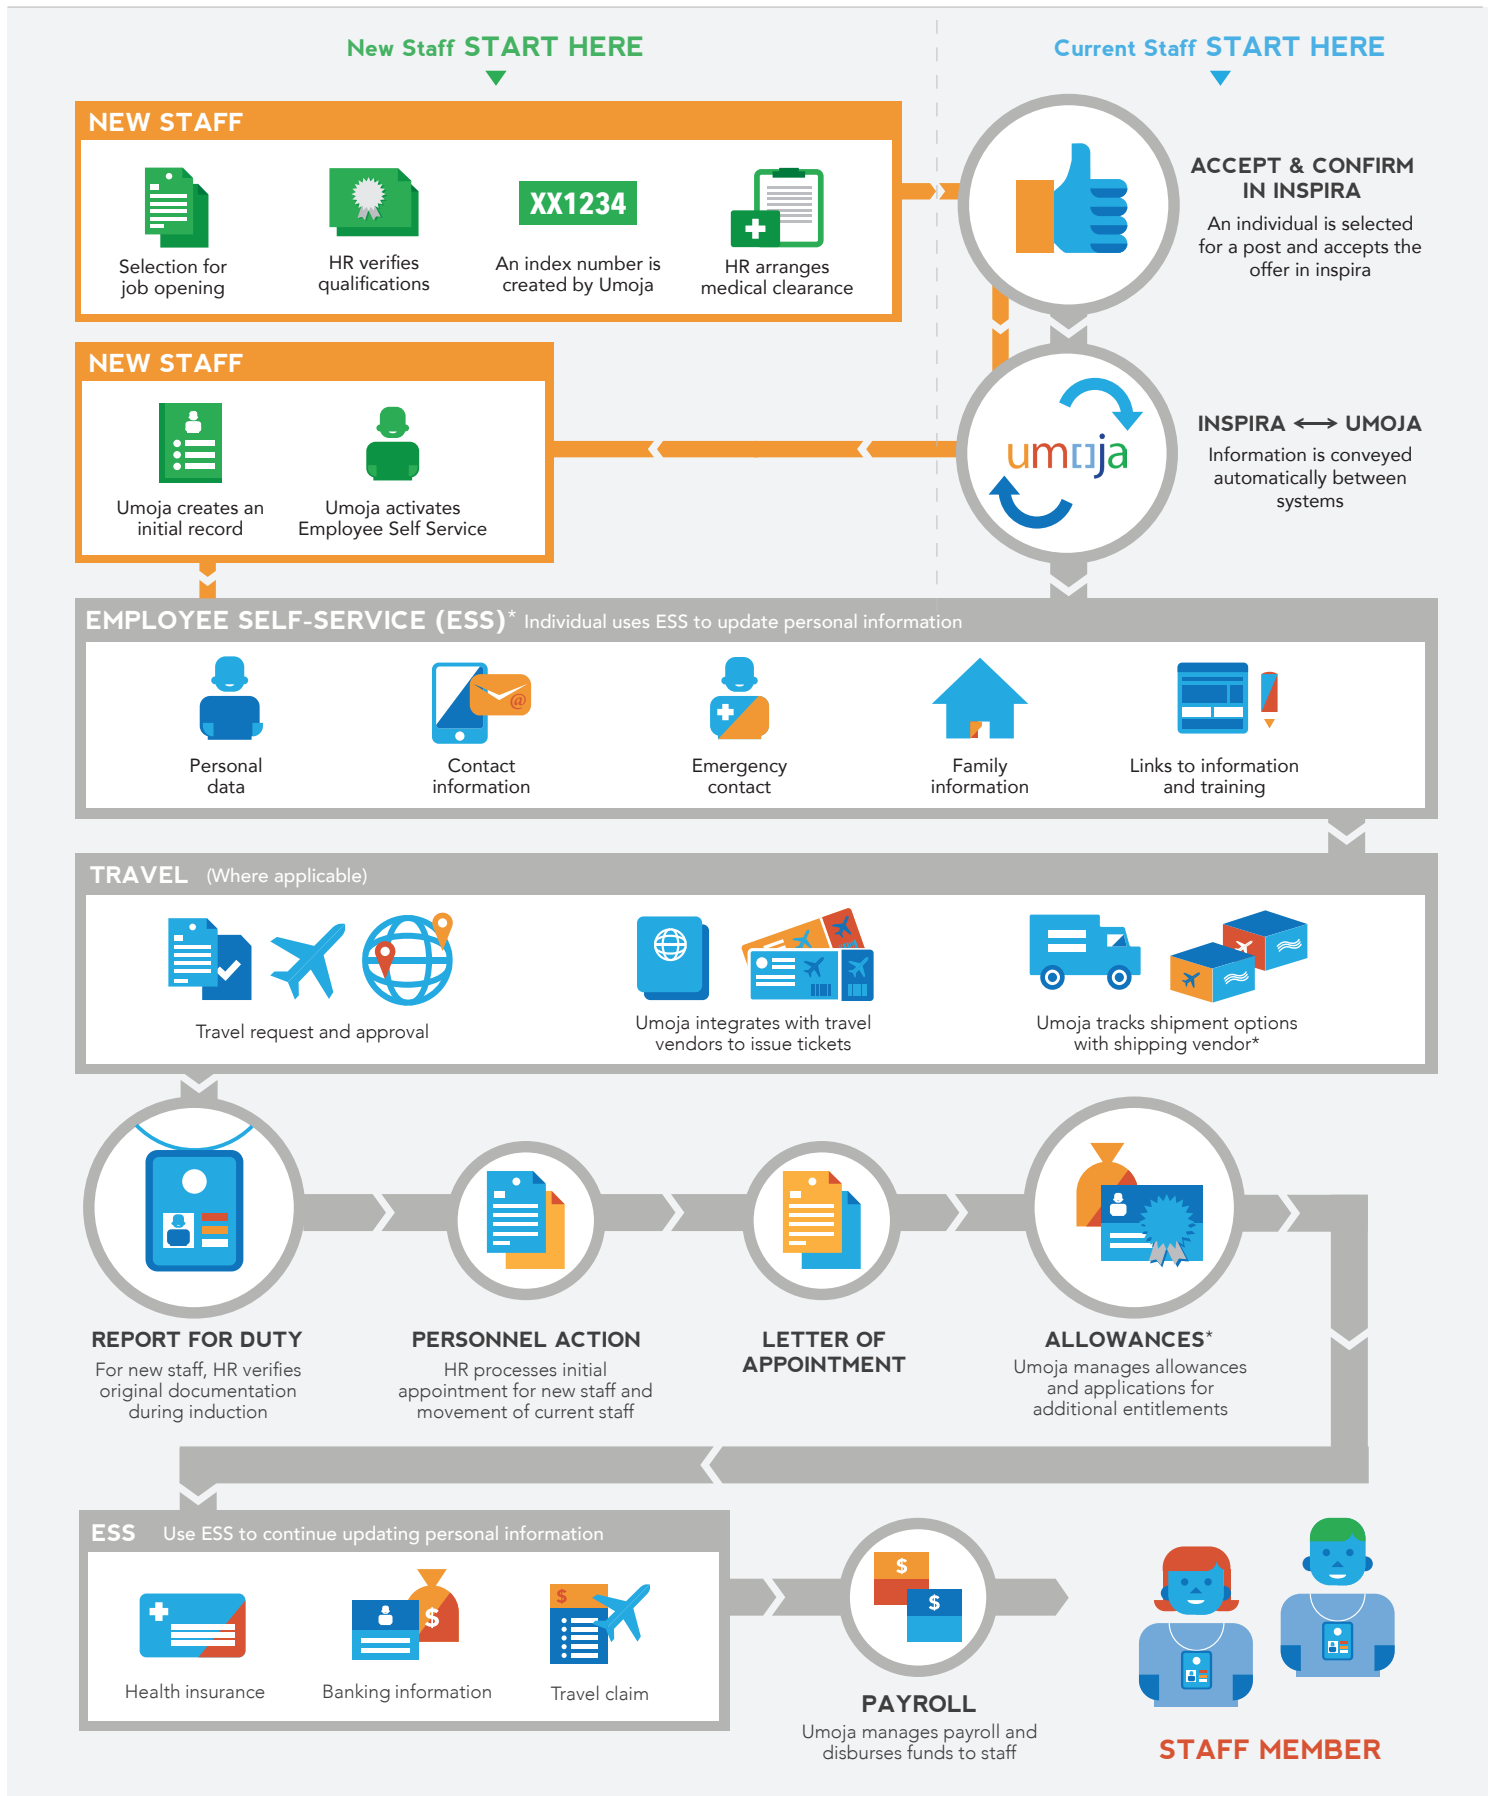 New Staff START HERE
Current Staff START HERE
NEW STAFF
Selection for
job opening
HR verifies
qualifications
XX1234
An index number is
created by Umoja
HR arranges
medical clearance
ACCEPT & CONFIRM
IN INSPIRA
An individual is selected
for a post and accepts the
offer in inspira
NEW STAFF
Umoja creates an
initial record
Umoja activates
Employee Self Service
umoja
INSPIRA ⟷ UMOJA
Information is conveyed
automatically between
systems
EMPLOYEE SELF-SERVICE (ESS)* Individual uses ESS to update personal information
Personal
data
@
Contact
information
Emergency
contact
Family
information
Links to information
and training
TRAVEL (Where applicable)
Travel request and approval
Umoja integrates with travel
vendors to issue tickets
Umoja tracks shipment options
with shipping vendor*
REPORT FOR DUTY
For new staff, HR verifies
original documentation
during induction
PERSONNEL ACTION
HR processes initial
appointment for new staff and
movement of current staff
LETTER OF
APPOINTMENT
ALLOWANCES*
Umoja manages allowances
and applications for
additional entitlements
ESS Use ESS to continue updating personal information
Health insurance
$
Banking information
$
Travel claim
$
$
PAYROLL
Umoja manages payroll and
disburses funds to staff
STAFF MEMBER